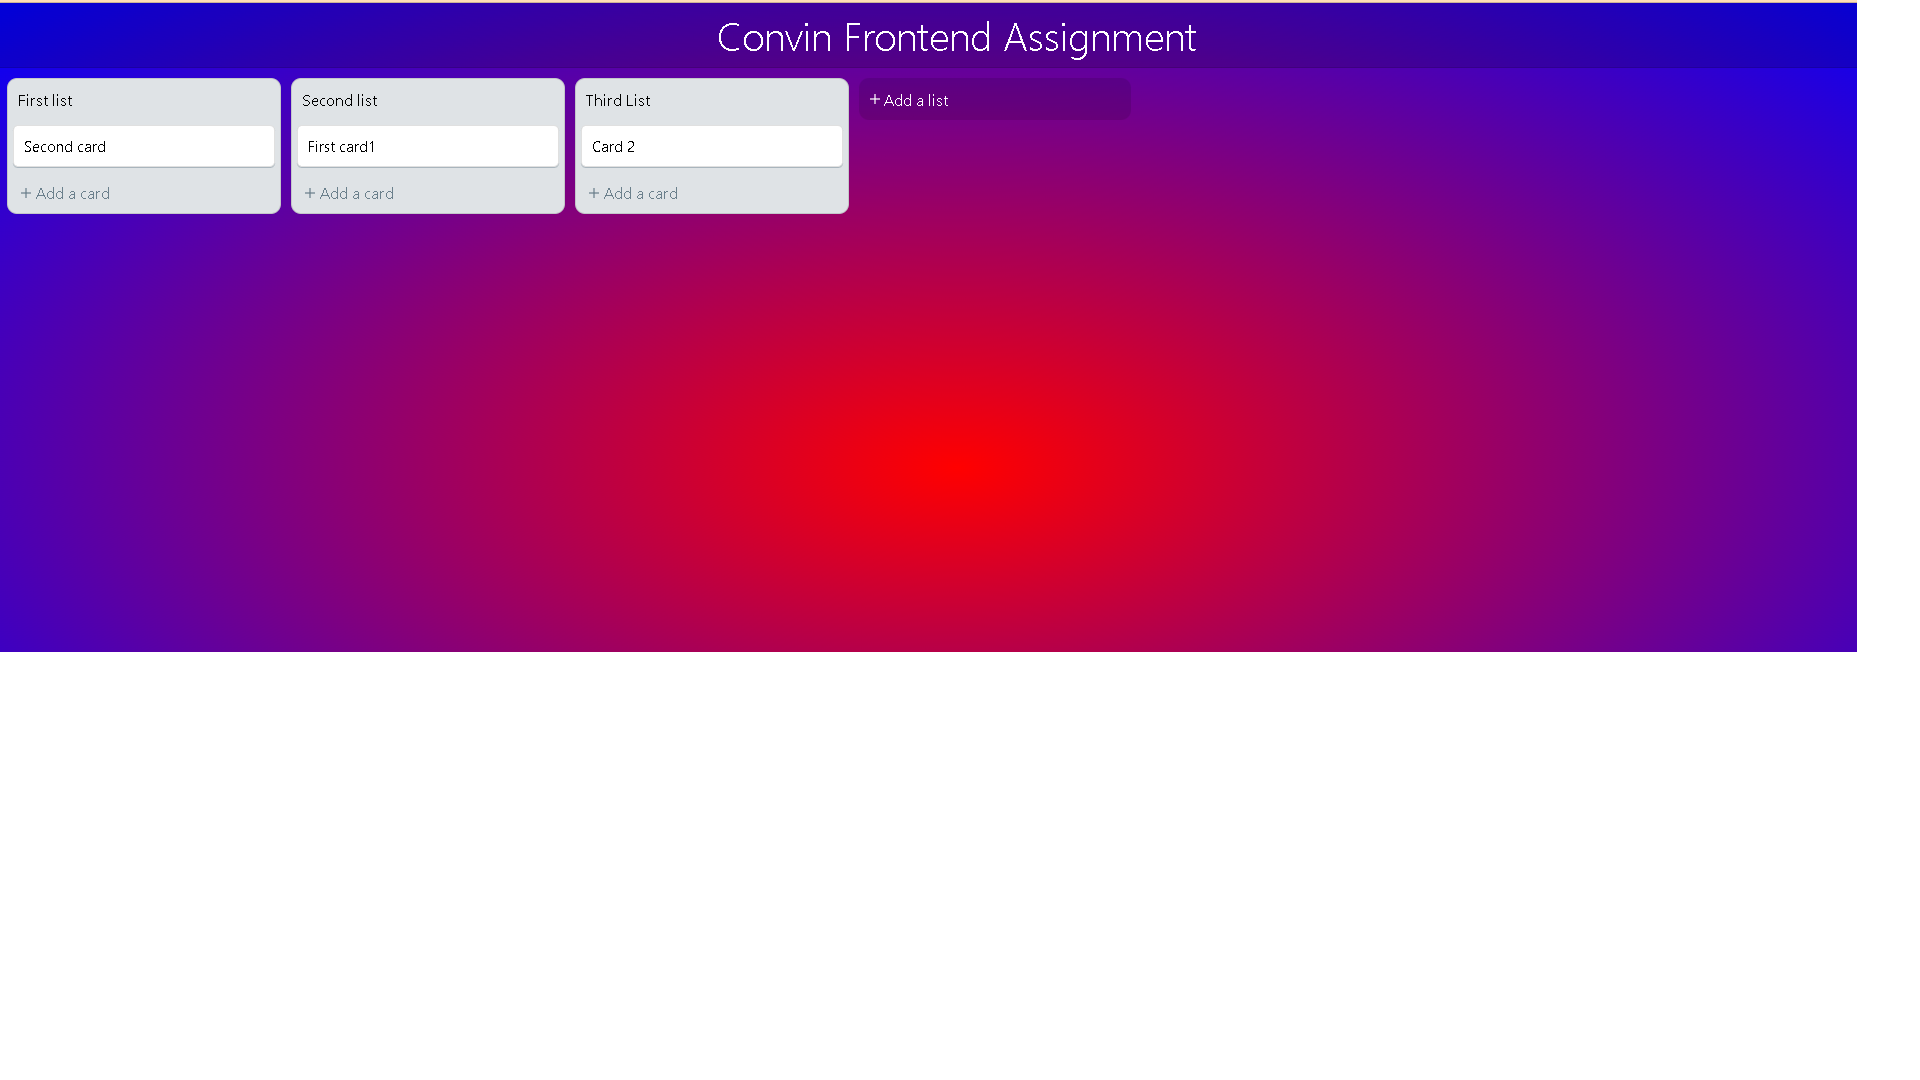 Convin Frontend Assignment
First list
Second card
+ Add a card
Second list
First card1
+ Add a card
Third List
Card 2
+ Add a card
+ Add a list